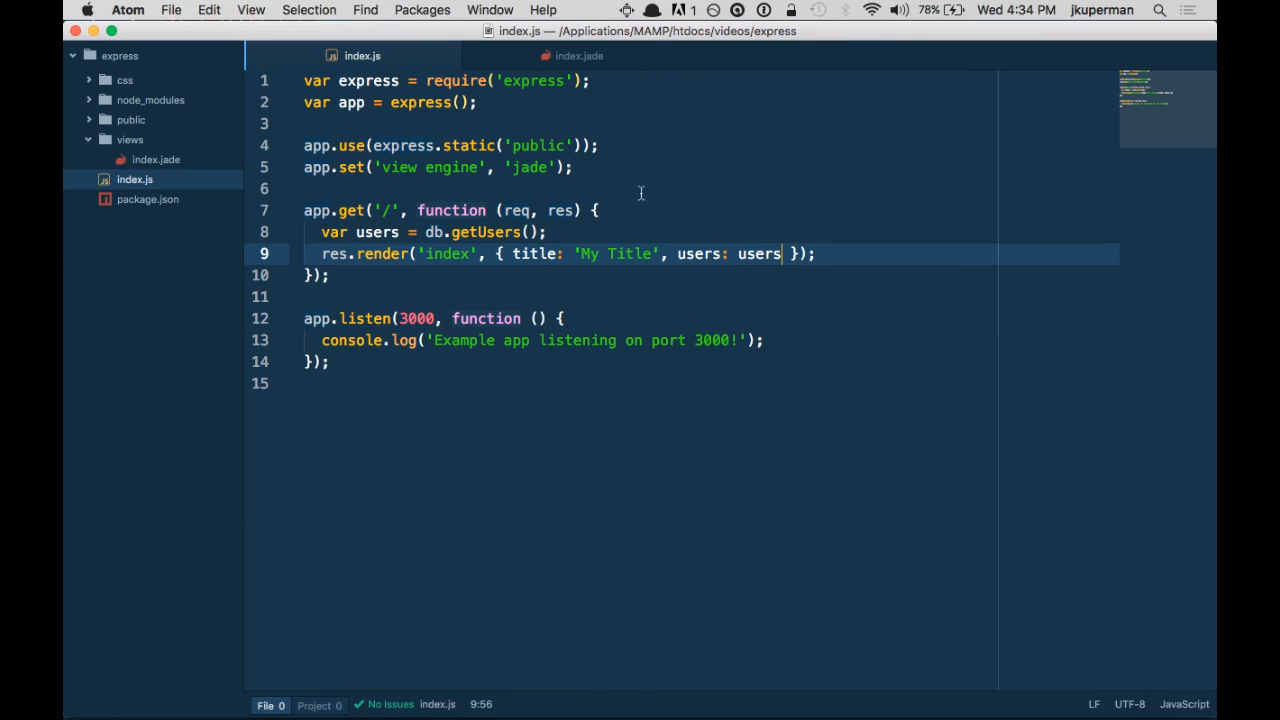 Atom File Edit View Selection Find Packages Window Help 1 78% Wed 4:34 PM jkuperman
index.js — /Applications/MAMP/htdocs/videos/express
express
css
node_modules
public
views
index.jade
index.js
package.json
index.js index.jade
1 var express = require('express');
2 var app = express();
3
4 app.use(express.static('public'));
5 app.set('view engine', 'jade');
6
7 app.get('/', function (req, res) {
8 var users = db.getUsers();
9 res.render('index', { title: 'My Title', users: users });
10 });
11
12 app.listen(3000, function () {
13 console.log('Example app listening on port 3000!');
14 });
15
File 0 Project 0 No Issues index.js 9:56 LF UTF-8 JavaScript